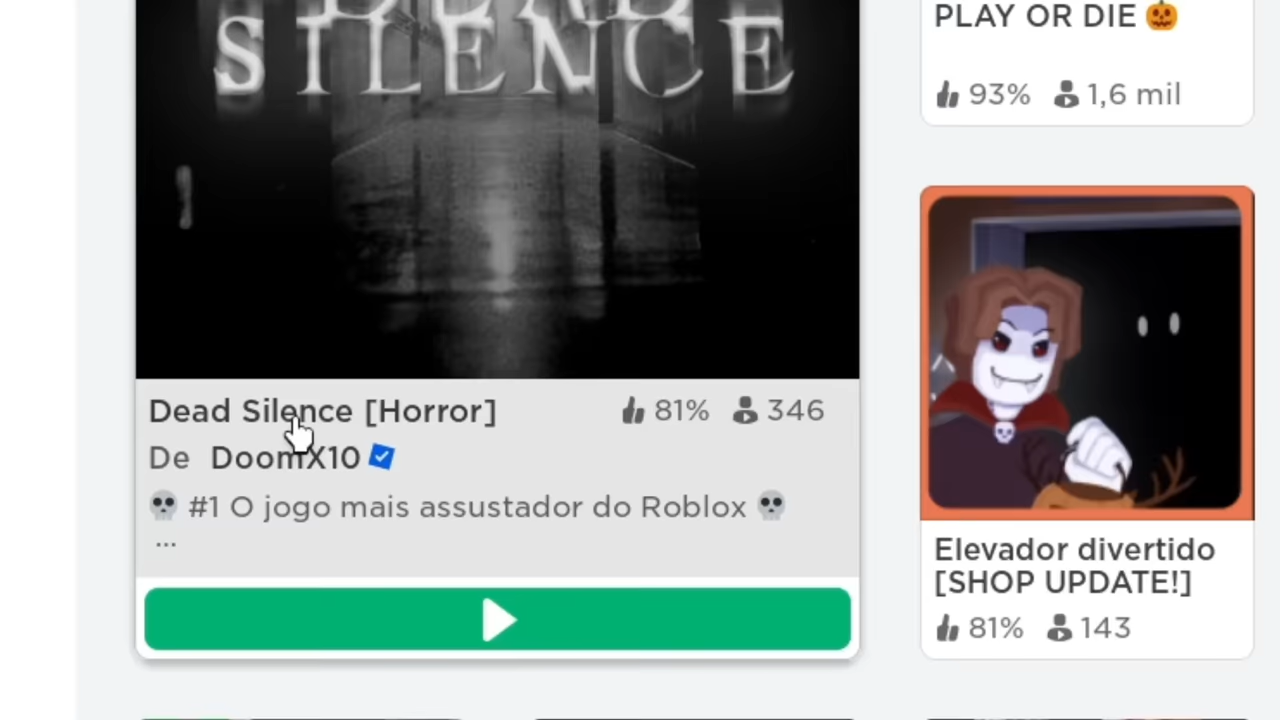 DEAD
SILENCE
Dead Silence [Horror]
81% 346
De DoomX10
💀 #1 O jogo mais assustador do Roblox 💀
...
PLAY OR DIE 🎃
93% 1,6 mil
Elevador divertido
[SHOP UPDATE!]
81% 143